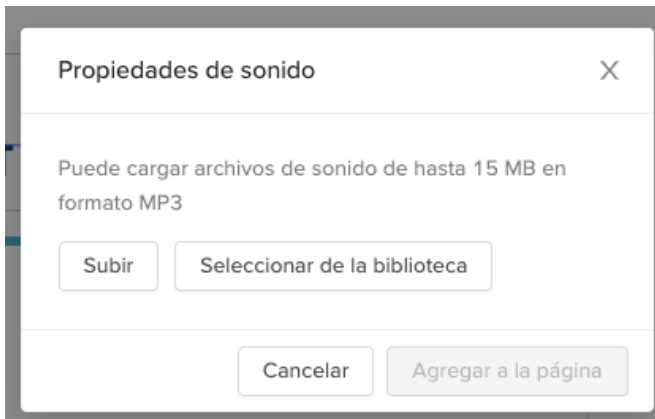 Propiedades de sonido
X
Puede cargar archivos de sonido de hasta 15 MB en
formato MP3
Subir
Seleccionar de la biblioteca
Cancelar
Agregar a la página